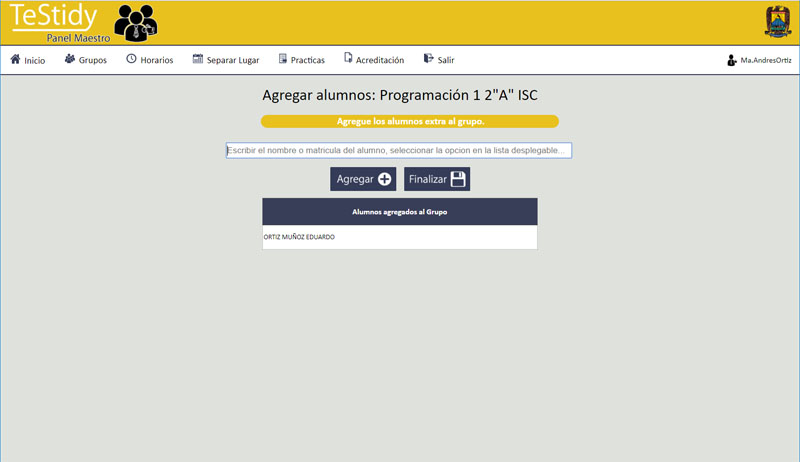 TeStidy
Panel Maestro
Inicio Grupos Horarios Separar Lugar Practicas Acreditación Salir Ma.AndresOrtiz
Agregar alumnos: Programación 1 2"A" ISC
Agregue los alumnos extra al grupo.
Escribir el nombre o matricula del alumno, seleccionar la opcion en la lista desplegable...
Agregar Finalizar
Alumnos agregados al Grupo
ORTIZ MUÑOZ EDUARDO